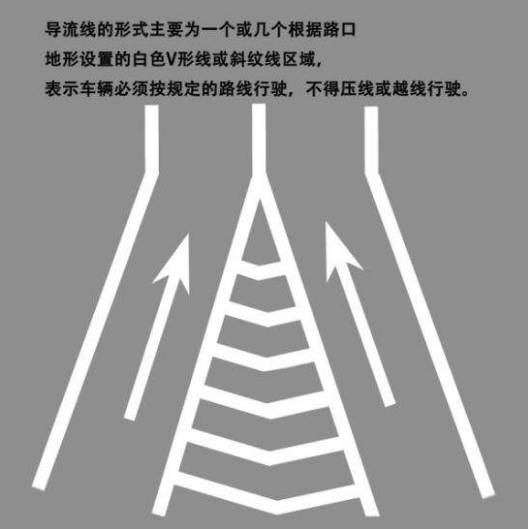 导流线的形式主要为一个或几个根据路口
地形设置的白色V形线或斜纹线区域，
表示车辆必须按规定的路线行驶，不得压线或越线行驶。